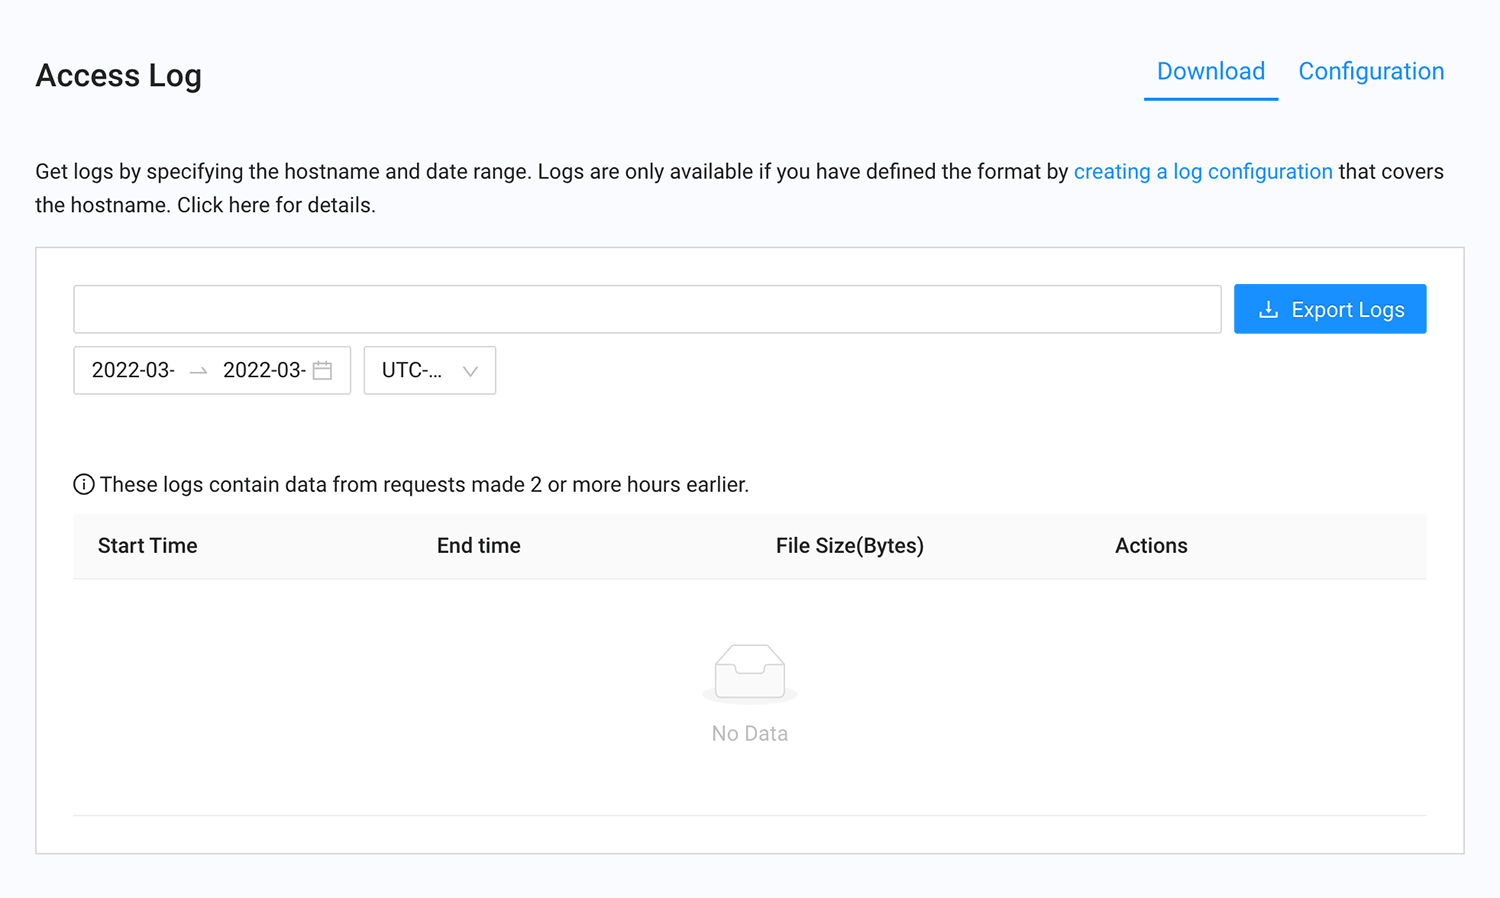 Access Log
Download
Configuration
Get logs by specifying the hostname and date range. Logs are only available if you have defined the format by creating a log configuration that covers
the hostname. Click here for details.
Export Logs
2022-03-
2022-03-
UTC-...
These logs contain data from requests made 2 or more hours earlier.
Start Time
End time
File Size(Bytes)
Actions
No Data